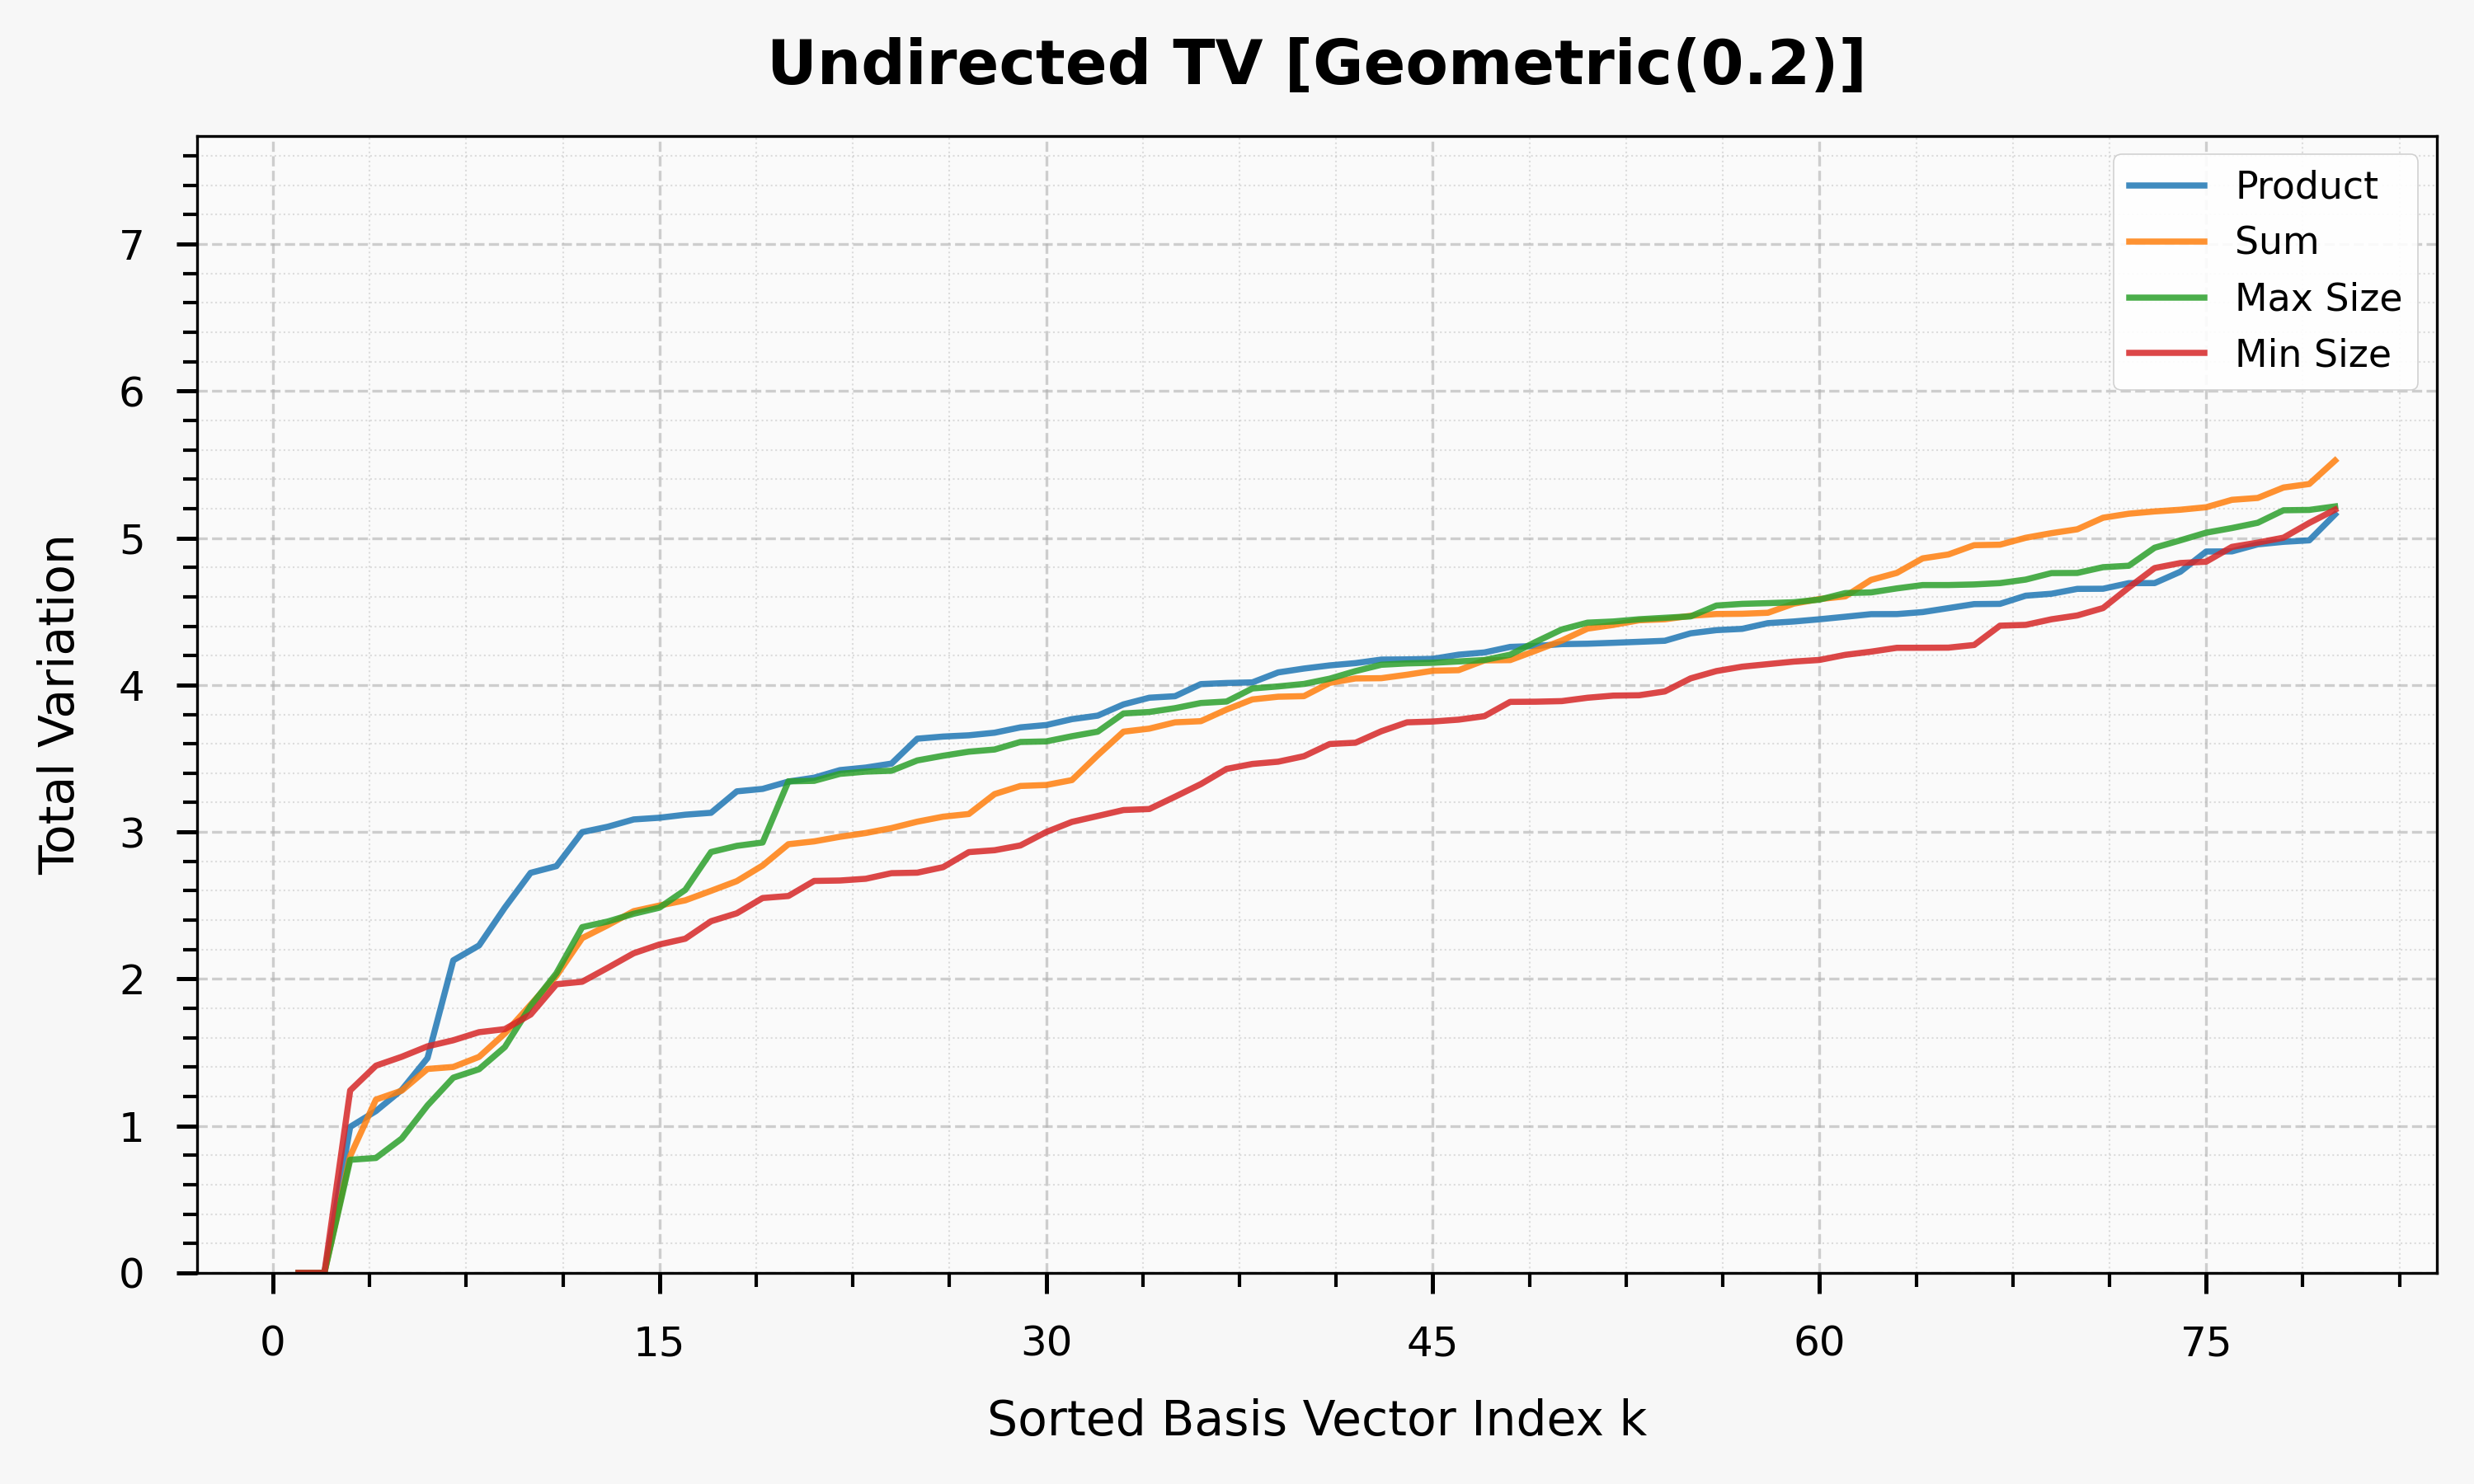 Undirected TV [Geometric(0.2)]
Product
Sum
Max Size
Min Size
Total Variation
7
6
5
4
3
2
1
0
0 15 30 45 60 75
Sorted Basis Vector Index k